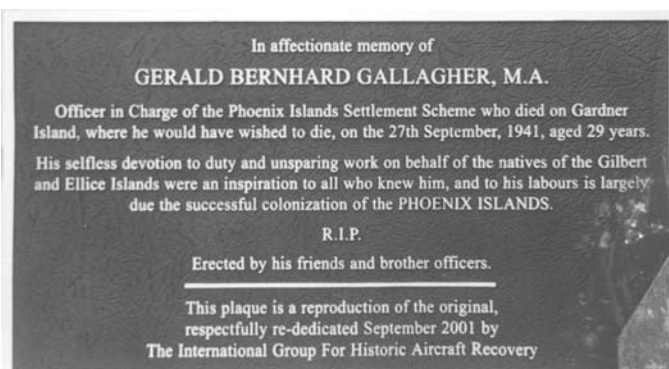 In affectionate memory of
GERALD BERNHARD GALLAGHER, M.A.
Officer in Charge of the Phoenix Islands Settlement Scheme who died on Gardner
Island, where he would have wished to die, on the 27th September, 1941, aged 29 years.
His selfless devotion to duty and unsparing work on behalf of the natives of the Gilbert
and Ellice Islands were an inspiration to all who knew him, and to his labours is largely
due the successful colonization of the PHOENIX ISLANDS.
R.I.P.
Erected by his friends and brother officers.
This plaque is a reproduction of the original,
respectfully re-dedicated September 2001 by
The International Group For Historic Aircraft Recovery